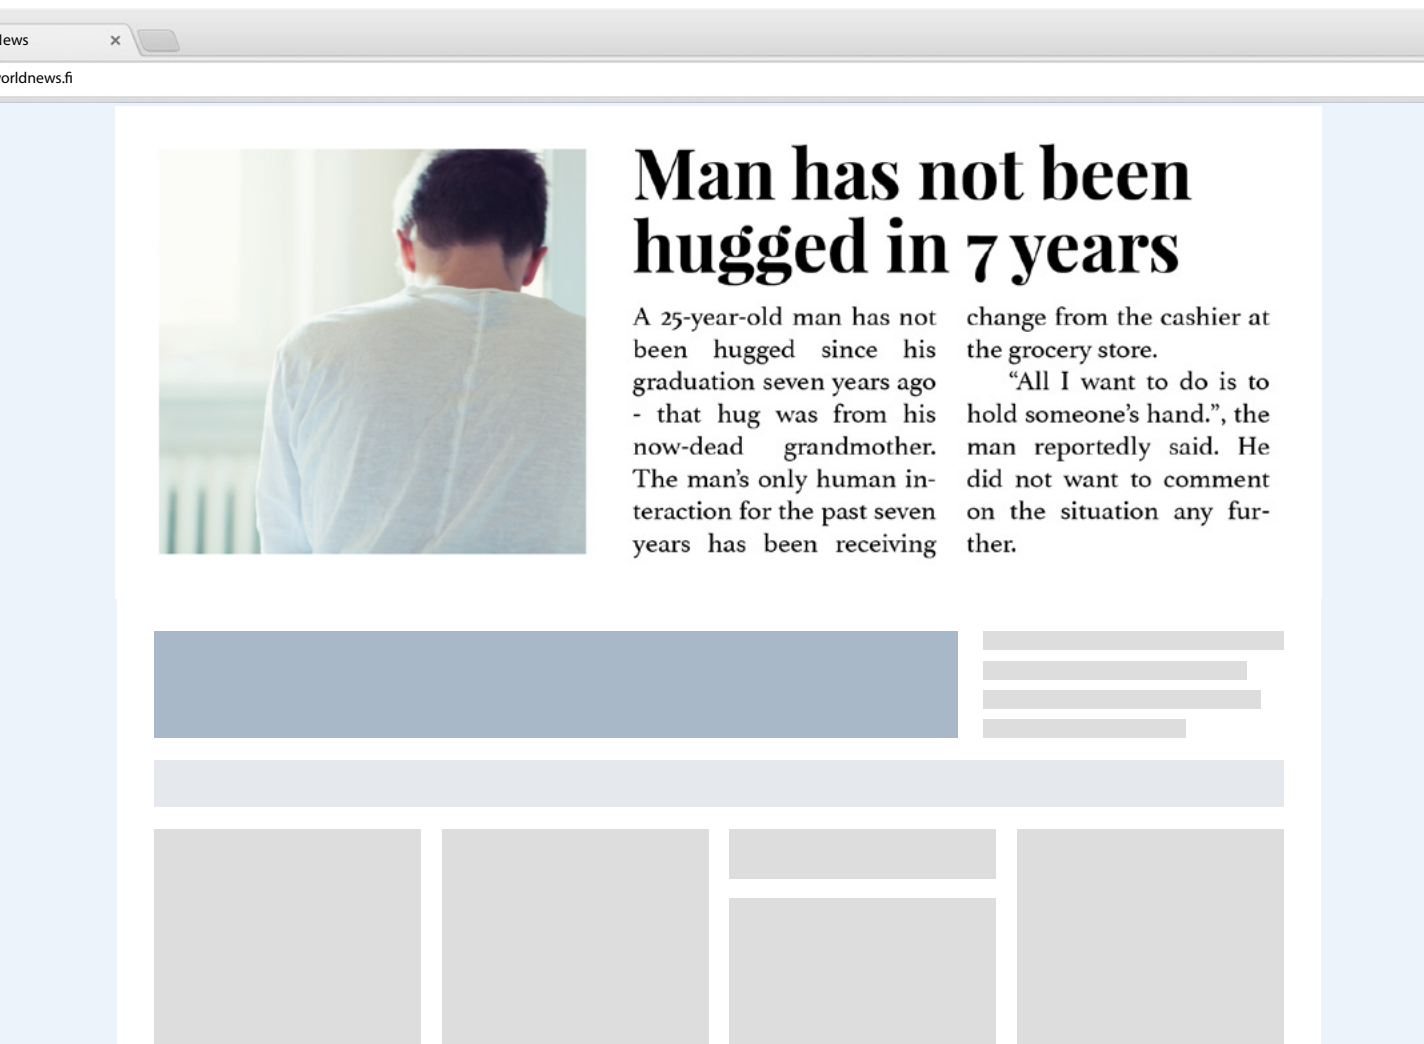 ews
orldnews.fi
Man has not been
hugged in 7 years
A 25-year-old man has not
been hugged since his
graduation seven years ago
- that hug was from his
now-dead grandmother.
The man's only human in-
teraction for the past seven
years has been receiving
change from the cashier at
the grocery store.
“All I want to do is to
hold someone's hand.”, the
man reportedly said. He
did not want to comment
on the situation any fur-
ther.